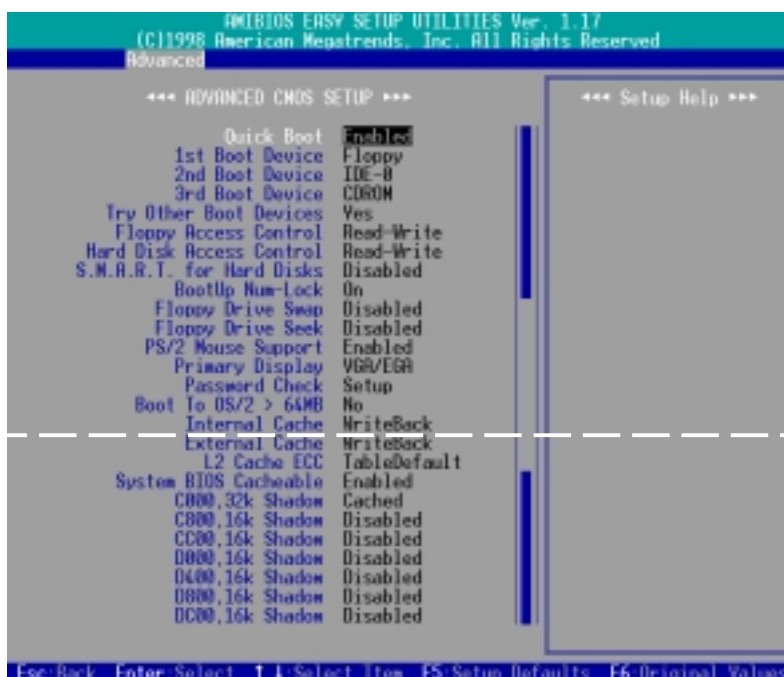 AMIBIOS EASY SETUP UTILITIES Ver. 1.17
(C)1998 American Megatrends, Inc. All Rights Reserved
Advanced
◄◄◄ ADVANCED CMOS SETUP ►►►
◄◄◄ Setup Help ►►►
Quick Boot Enabled
1st Boot Device Floppy
2nd Boot Device IDE-0
3rd Boot Device CDROM
Try Other Boot Devices Yes
Floppy Access Control Read-Write
Hard Disk Access Control Read-Write
S.M.A.R.T. for Hard Disks Disabled
BootUp Num-Lock On
Floppy Drive Swap Disabled
Floppy Drive Seek Disabled
PS/2 Mouse Support Enabled
Primary Display VGA/EGA
Password Check Setup
Boot To OS/2 > 64MB No
Internal Cache WriteBack
External Cache WriteBack
L2 Cache ECC TableDefault
System BIOS Cacheable Enabled
C000,32k Shadow Cached
C800,16k Shadow Disabled
CC00,16k Shadow Disabled
D000,16k Shadow Disabled
D400,16k Shadow Disabled
D800,16k Shadow Disabled
DC00,16k Shadow Disabled
Esc:Back Enter:Select ↑↓:Select Item F5:Setup Defaults F6:Original Values